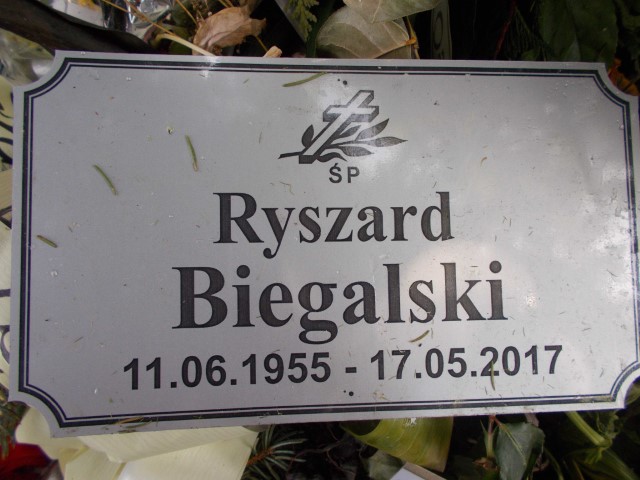 ŚP
Ryszard
Biegalski
11.06.1955 - 17.05.2017